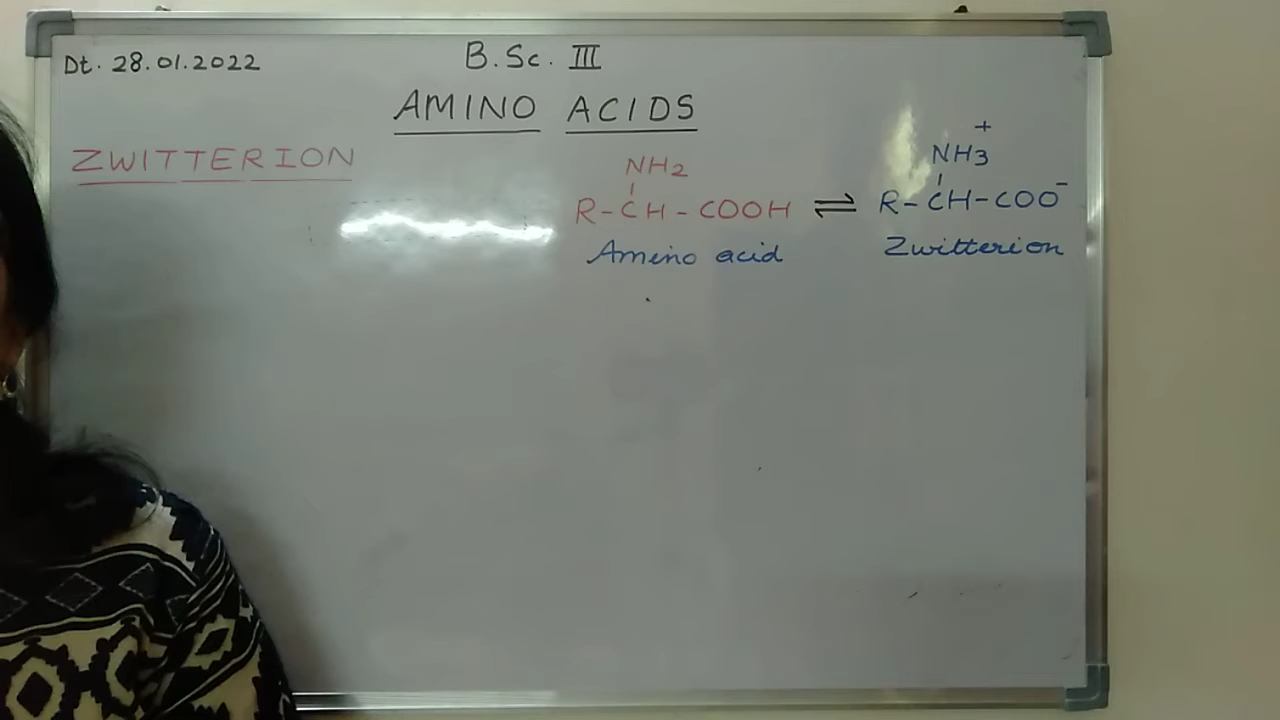 Dt. 28.01.2022
B.Sc. III
AMINO ACIDS
ZWITTERION
NH2
R-CH-COOH ⇌ R-CH-COO⁻
+
NH3
Amino acid
Zwitterion